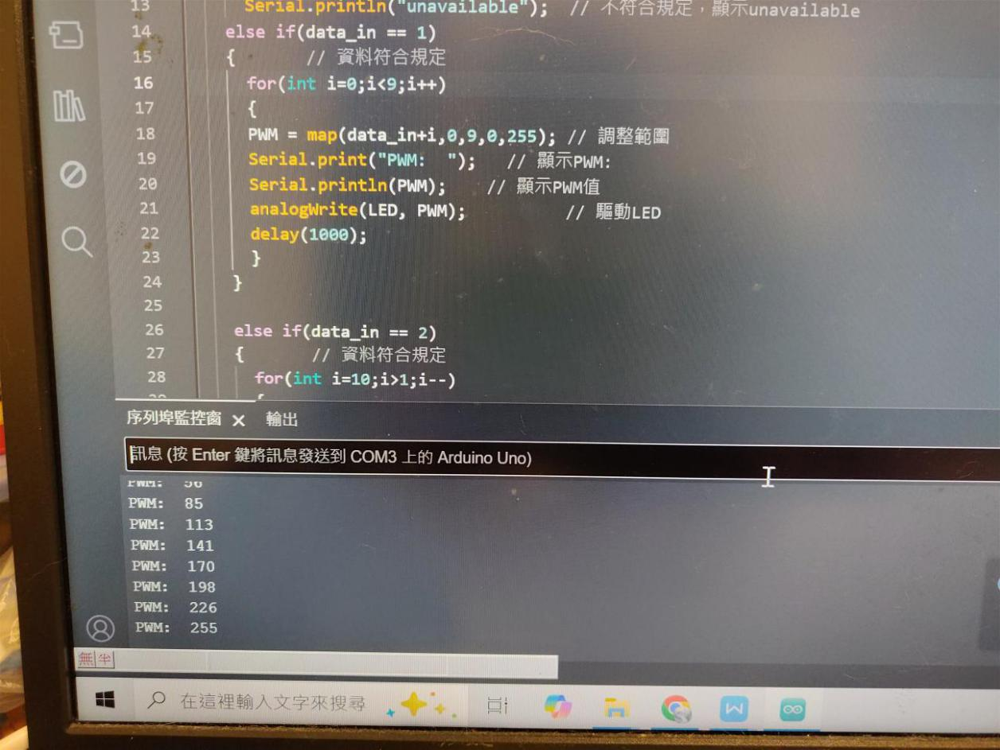 13 Serial.println("unavailable"); // 不符合規定，顯示unavailable
14 else if(data_in == 1)
15 { // 資料符合規定
16 for(int i=0;i<9;i++)
17 {
18 PWM = map(data_in+i,0,9,0,255); // 調整範圍
19 Serial.print("PWM:  "); // 顯示PWM:
20 Serial.println(PWM); // 顯示PWM值
21 analogWrite(LED, PWM); // 驅動LED
22 delay(1000);
23 }
24 }
25
26 else if(data_in == 2)
27 { // 資料符合規定
28 for(int i=10;i>1;i--)
29 {
序列埠監控窗 × 輸出
訊息 (按 Enter 鍵將訊息發送到 COM3 上的 Arduino Uno)
PWM: 56
PWM: 85
PWM: 113
PWM: 141
PWM: 170
PWM: 198
PWM: 226
PWM: 255
無半
在這裡輸入文字來搜尋